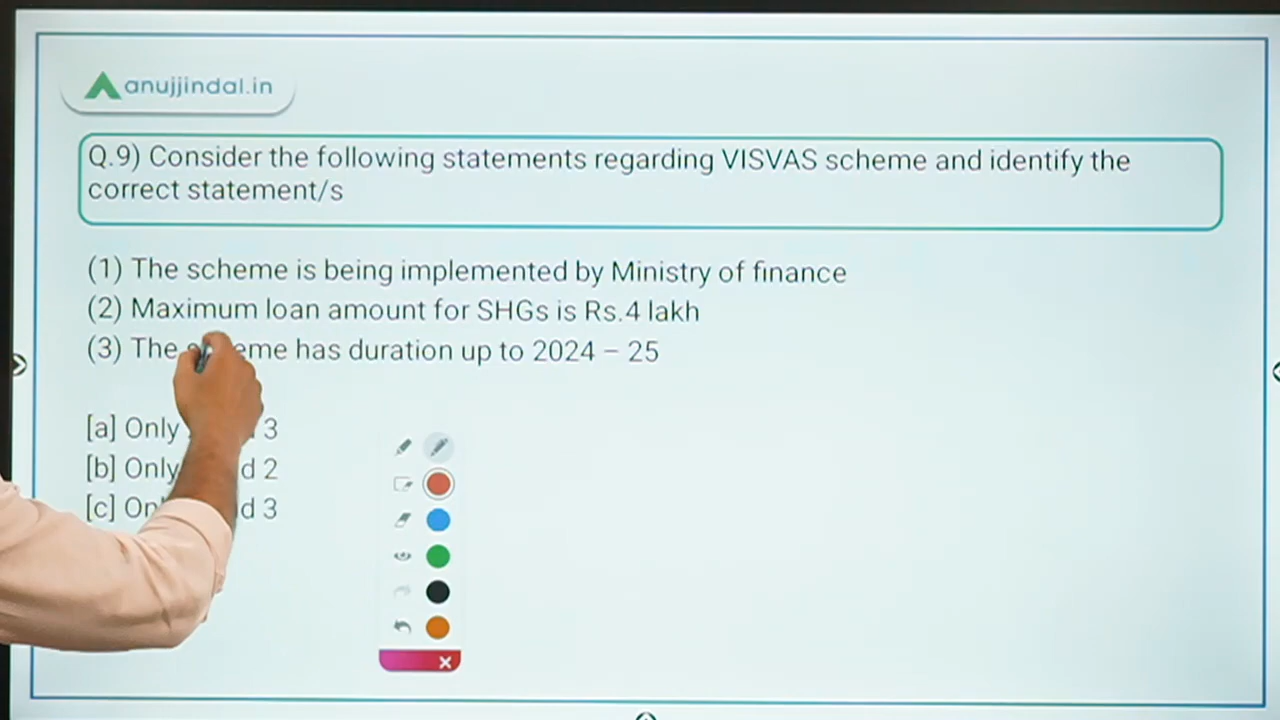 anujjindal.in
Q.9) Consider the following statements regarding VISVAS scheme and identify the
correct statement/s
(1) The scheme is being implemented by Ministry of finance
(2) Maximum loan amount for SHGs is Rs.4 lakh
(3) The has duration up to 2024 – 25
[a] Only 3
[b] Only 2
[c] 3